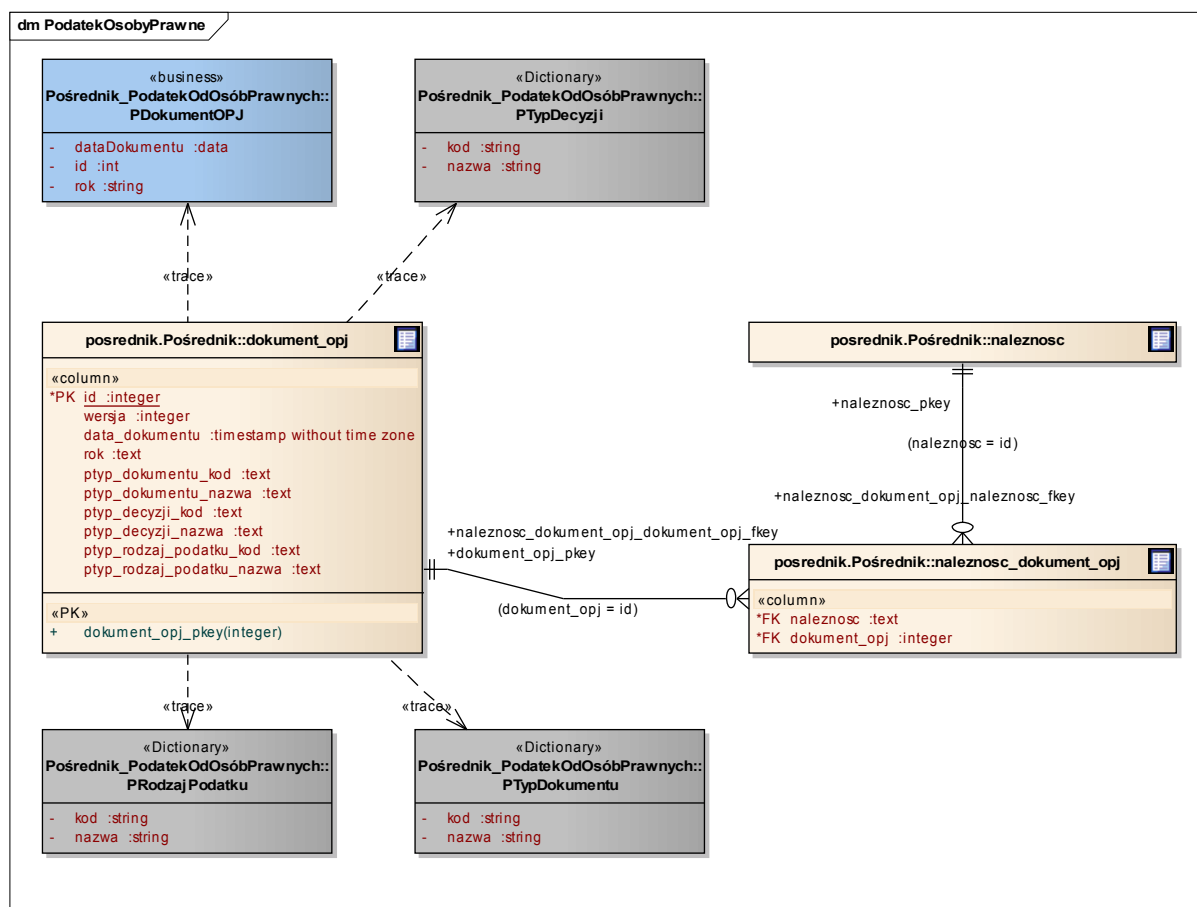 dm PodatekOsobyPrawne
«business»
Pośrednik_PodatekOdOsóbPrawnych::
PDokumentOPJ
- dataDokumentu :data
- id :int
- rok :string
«Dictionary»
Pośrednik_PodatekOdOsóbPrawnych::
PTypDecyzji
- kod :string
- nazwa :string
«trace»
«trace»
posrednik.Pośrednik::dokument_opj
«column»
*PK id :integer
wersja :integer
data_dokumentu :timestamp without time zone
rok :text
ptyp_dokumentu_kod :text
ptyp_dokumentu_nazwa :text
ptyp_decyzji_kod :text
ptyp_decyzji_nazwa :text
ptyp_rodzaj_podatku_kod :text
ptyp_rodzaj_podatku_nazwa :text
«PK»
+ dokument_opj_pkey(integer)
posrednik.Pośrednik::naleznosc
+naleznosc_pkey
(naleznosc = id)
+naleznosc_dokument_opj_naleznosc_fkey
+naleznosc_dokument_opj_dokument_opj_fkey
+dokument_opj_pkey
(dokument_opj = id)
posrednik.Pośrednik::naleznosc_dokument_opj
«column»
*FK naleznosc :text
*FK dokument_opj :integer
«trace»
«trace»
«Dictionary»
Pośrednik_PodatekOdOsóbPrawnych::
PRodzajPodatku
- kod :string
- nazwa :string
«Dictionary»
Pośrednik_PodatekOdOsóbPrawnych::
PTypDokumentu
- kod :string
- nazwa :string